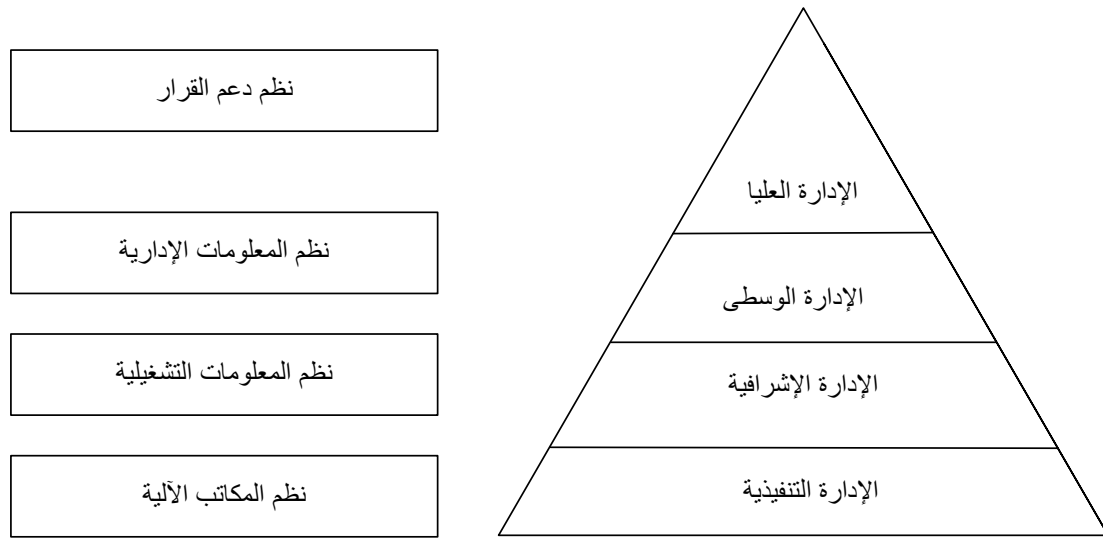 الإدارة العليا
الإدارة الوسطى
الإدارة الإشرافية
الإدارة التنفيذية
نظم دعم القرار
نظم المعلومات الإدارية
نظم المعلومات التشغيلية
نظم المكاتب الآلية